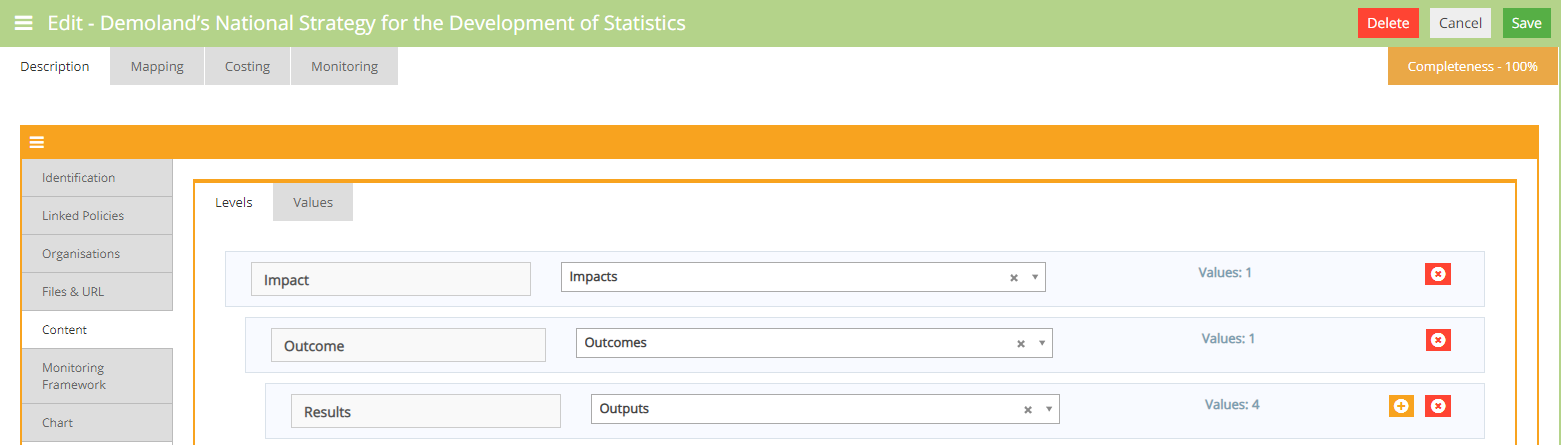 Edit - Demoland’s National Strategy for the Development of Statistics
Delete Cancel Save
Description Mapping Costing Monitoring
Completeness - 100%
Identification
Linked Policies
Organisations
Files & URL
Content
Monitoring
Framework
Chart
Levels Values
Impact Impacts Values: 1
Outcome Outcomes Values: 1
Results Outputs Values: 4